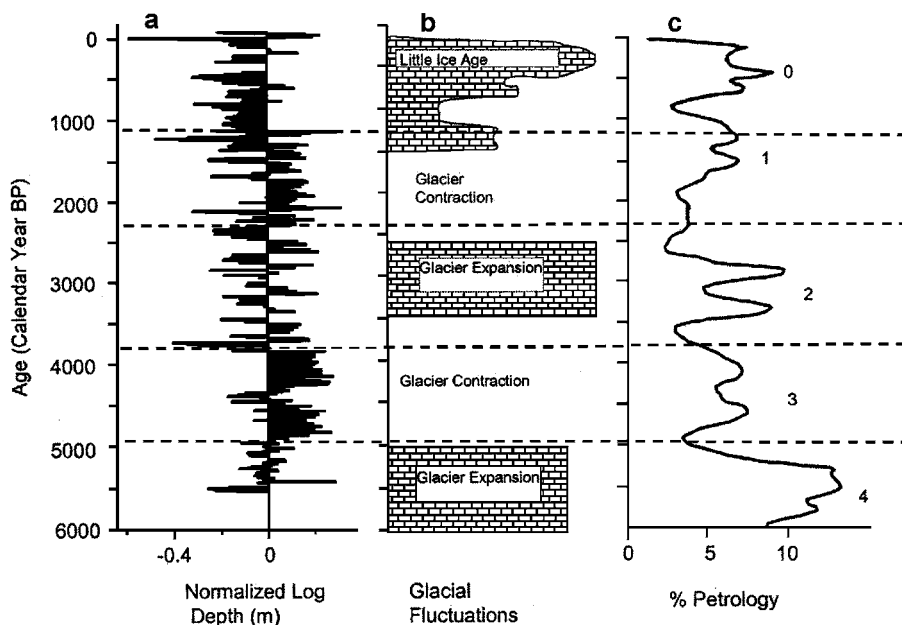 a
b
c
0
1000
2000
3000
4000
5000
6000
Age (Calendar Year BP)
-0.4
0
Normalized Log
Depth (m)
Little Ice Age
Glacier
Contraction
Glacier Expansion
Glacier Contraction
Glacier Expansion
Glacial
Fluctuations
0
1
2
3
4
0
5
10
% Petrology